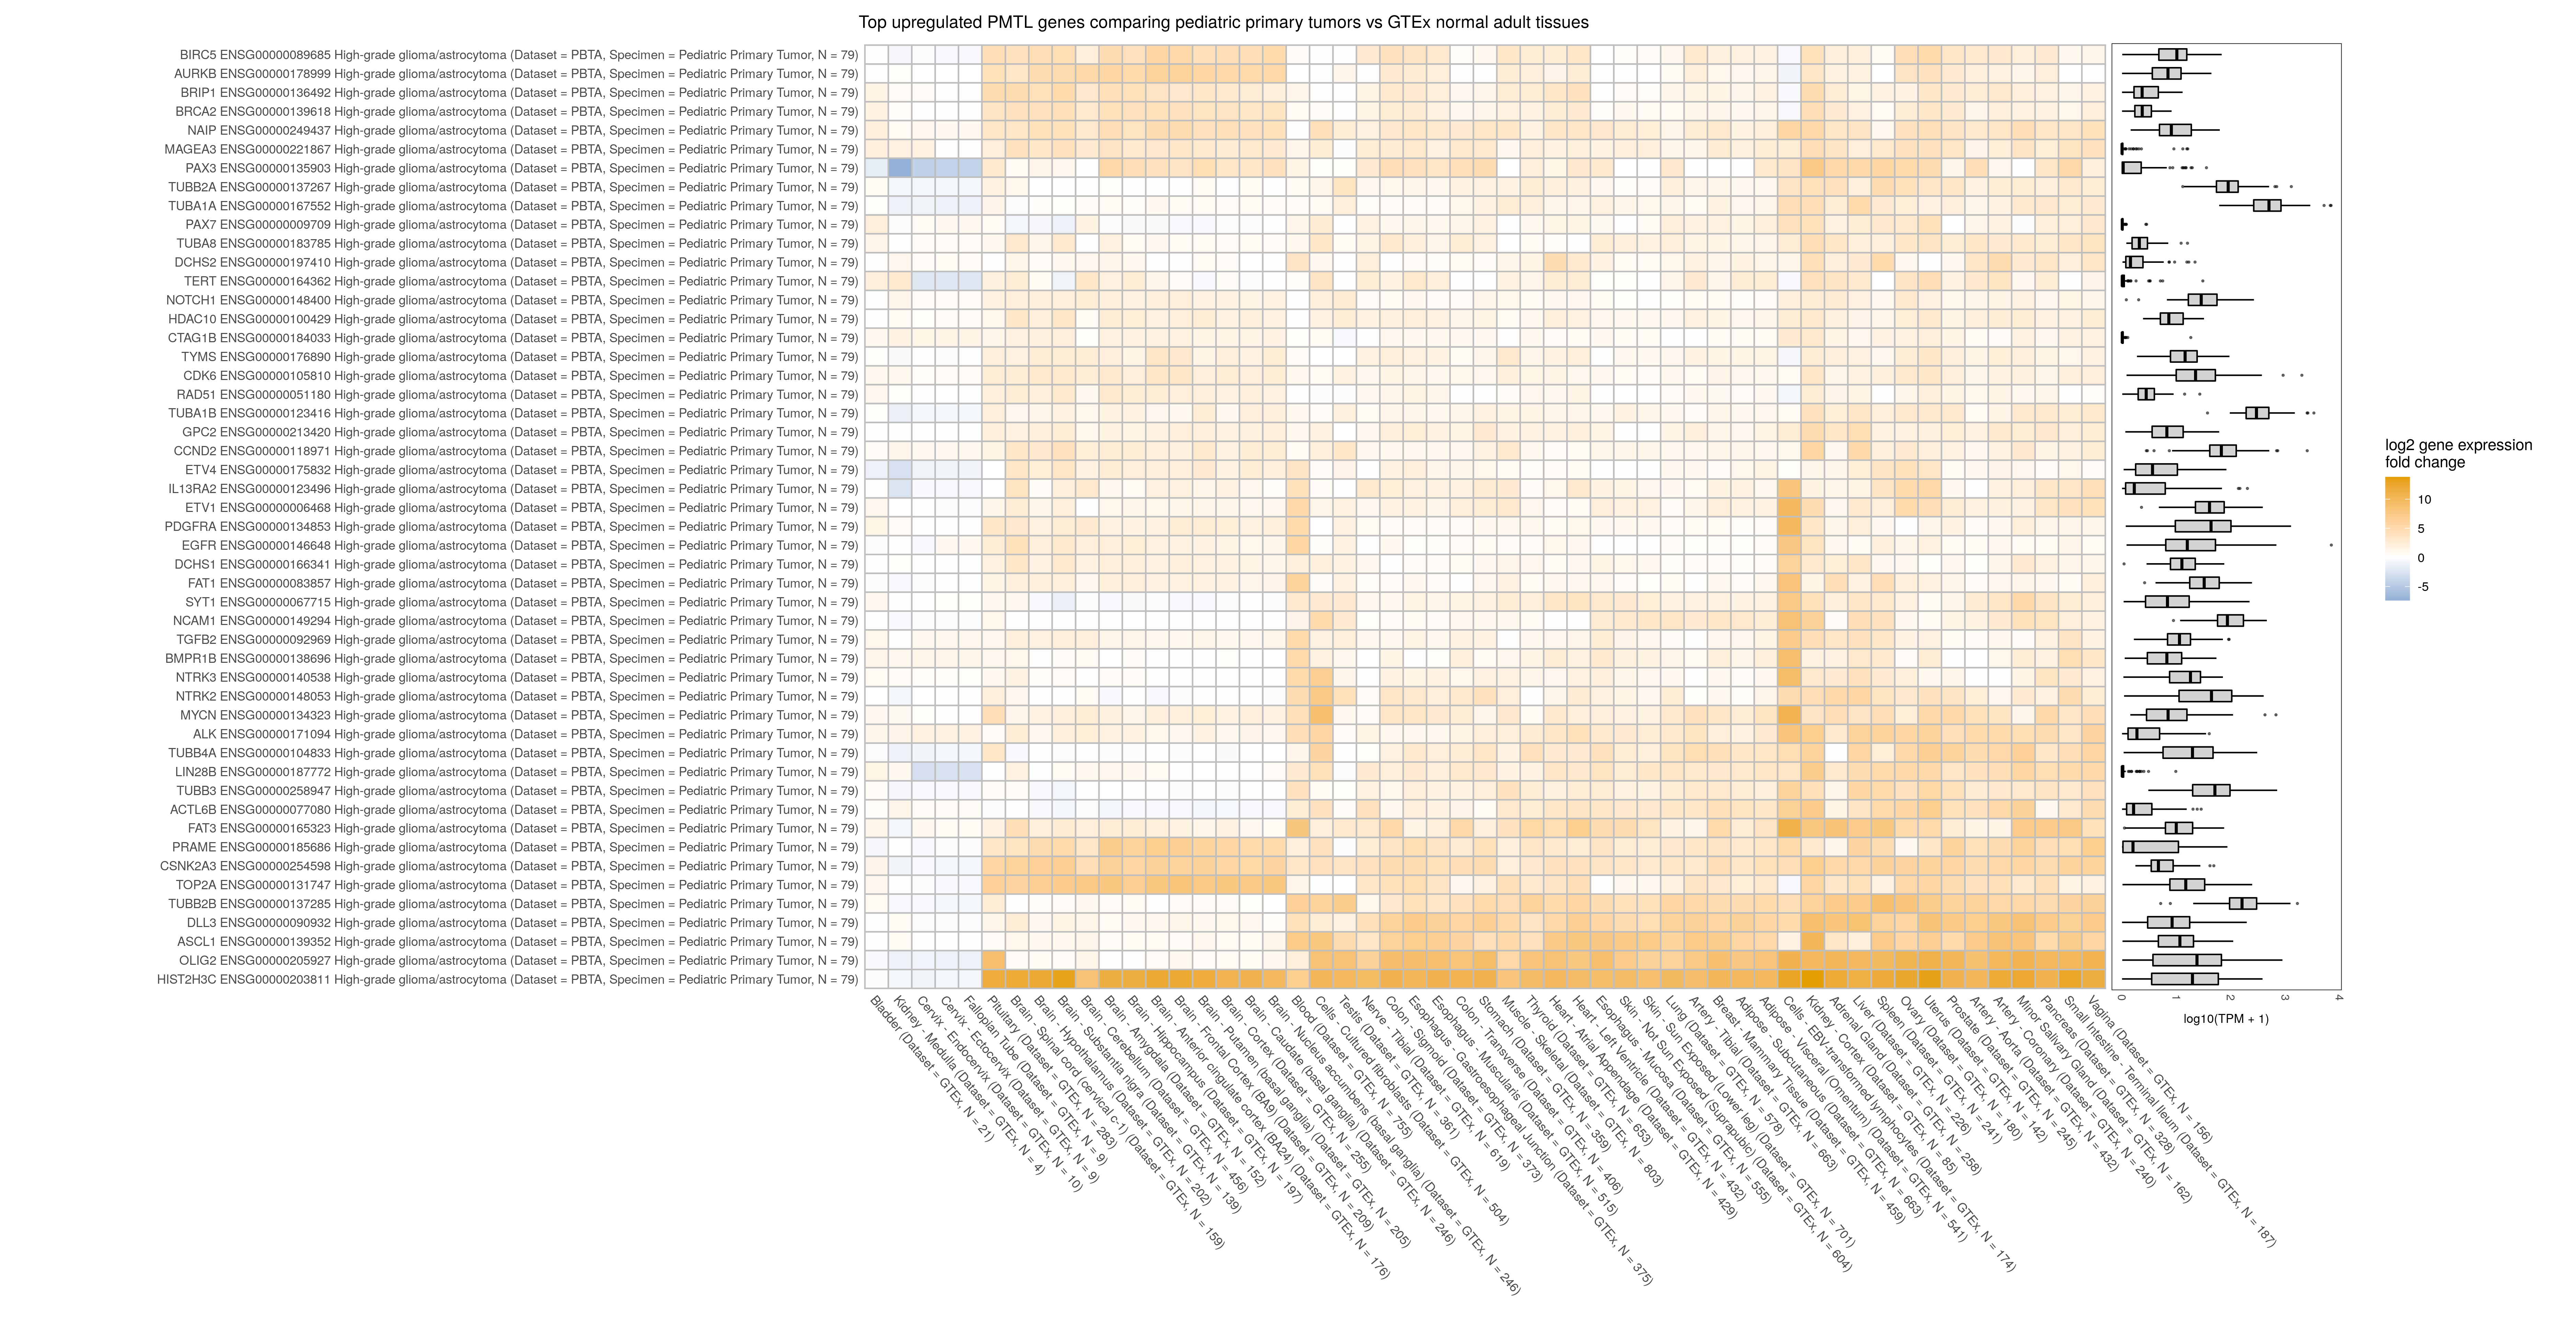 Top upregulated PMTL genes comparing pediatric primary tumors vs GTEx normal adult tissues
BIRC5 ENSG00000089685 High-grade glioma/astrocytoma (Dataset = PBTA, Specimen = Pediatric Primary Tumor, N = 79)
AURKB ENSG00000178999 High-grade glioma/astrocytoma (Dataset = PBTA, Specimen = Pediatric Primary Tumor, N = 79)
BRIP1 ENSG00000136492 High-grade glioma/astrocytoma (Dataset = PBTA, Specimen = Pediatric Primary Tumor, N = 79)
BRCA2 ENSG00000139618 High-grade glioma/astrocytoma (Dataset = PBTA, Specimen = Pediatric Primary Tumor, N = 79)
NAIP ENSG00000249437 High-grade glioma/astrocytoma (Dataset = PBTA, Specimen = Pediatric Primary Tumor, N = 79)
MAGEA3 ENSG00000221867 High-grade glioma/astrocytoma (Dataset = PBTA, Specimen = Pediatric Primary Tumor, N = 79)
PAX3 ENSG00000135903 High-grade glioma/astrocytoma (Dataset = PBTA, Specimen = Pediatric Primary Tumor, N = 79)
TUBB2A ENSG00000137267 High-grade glioma/astrocytoma (Dataset = PBTA, Specimen = Pediatric Primary Tumor, N = 79)
TUBA1A ENSG00000167552 High-grade glioma/astrocytoma (Dataset = PBTA, Specimen = Pediatric Primary Tumor, N = 79)
PAX7 ENSG00000009709 High-grade glioma/astrocytoma (Dataset = PBTA, Specimen = Pediatric Primary Tumor, N = 79)
TUBA8 ENSG00000183785 High-grade glioma/astrocytoma (Dataset = PBTA, Specimen = Pediatric Primary Tumor, N = 79)
DCHS2 ENSG00000197410 High-grade glioma/astrocytoma (Dataset = PBTA, Specimen = Pediatric Primary Tumor, N = 79)
TERT ENSG00000164362 High-grade glioma/astrocytoma (Dataset = PBTA, Specimen = Pediatric Primary Tumor, N = 79)
NOTCH1 ENSG00000148400 High-grade glioma/astrocytoma (Dataset = PBTA, Specimen = Pediatric Primary Tumor, N = 79)
HDAC10 ENSG00000100429 High-grade glioma/astrocytoma (Dataset = PBTA, Specimen = Pediatric Primary Tumor, N = 79)
CTAG1B ENSG00000184033 High-grade glioma/astrocytoma (Dataset = PBTA, Specimen = Pediatric Primary Tumor, N = 79)
TYMS ENSG00000176890 High-grade glioma/astrocytoma (Dataset = PBTA, Specimen = Pediatric Primary Tumor, N = 79)
CDK6 ENSG00000105810 High-grade glioma/astrocytoma (Dataset = PBTA, Specimen = Pediatric Primary Tumor, N = 79)
RAD51 ENSG00000051180 High-grade glioma/astrocytoma (Dataset = PBTA, Specimen = Pediatric Primary Tumor, N = 79)
TUBA1B ENSG00000123416 High-grade glioma/astrocytoma (Dataset = PBTA, Specimen = Pediatric Primary Tumor, N = 79)
GPC2 ENSG00000213420 High-grade glioma/astrocytoma (Dataset = PBTA, Specimen = Pediatric Primary Tumor, N = 79)
CCND2 ENSG00000118971 High-grade glioma/astrocytoma (Dataset = PBTA, Specimen = Pediatric Primary Tumor, N = 79)
ETV4 ENSG00000175832 High-grade glioma/astrocytoma (Dataset = PBTA, Specimen = Pediatric Primary Tumor, N = 79)
IL13RA2 ENSG00000123496 High-grade glioma/astrocytoma (Dataset = PBTA, Specimen = Pediatric Primary Tumor, N = 79)
ETV1 ENSG00000006468 High-grade glioma/astrocytoma (Dataset = PBTA, Specimen = Pediatric Primary Tumor, N = 79)
PDGFRA ENSG00000134853 High-grade glioma/astrocytoma (Dataset = PBTA, Specimen = Pediatric Primary Tumor, N = 79)
EGFR ENSG00000146648 High-grade glioma/astrocytoma (Dataset = PBTA, Specimen = Pediatric Primary Tumor, N = 79)
DCHS1 ENSG00000166341 High-grade glioma/astrocytoma (Dataset = PBTA, Specimen = Pediatric Primary Tumor, N = 79)
FAT1 ENSG00000083857 High-grade glioma/astrocytoma (Dataset = PBTA, Specimen = Pediatric Primary Tumor, N = 79)
SYT1 ENSG00000067715 High-grade glioma/astrocytoma (Dataset = PBTA, Specimen = Pediatric Primary Tumor, N = 79)
NCAM1 ENSG00000149294 High-grade glioma/astrocytoma (Dataset = PBTA, Specimen = Pediatric Primary Tumor, N = 79)
TGFB2 ENSG00000092969 High-grade glioma/astrocytoma (Dataset = PBTA, Specimen = Pediatric Primary Tumor, N = 79)
BMPR1B ENSG00000138696 High-grade glioma/astrocytoma (Dataset = PBTA, Specimen = Pediatric Primary Tumor, N = 79)
NTRK3 ENSG00000140538 High-grade glioma/astrocytoma (Dataset = PBTA, Specimen = Pediatric Primary Tumor, N = 79)
NTRK2 ENSG00000148053 High-grade glioma/astrocytoma (Dataset = PBTA, Specimen = Pediatric Primary Tumor, N = 79)
MYCN ENSG00000134323 High-grade glioma/astrocytoma (Dataset = PBTA, Specimen = Pediatric Primary Tumor, N = 79)
ALK ENSG00000171094 High-grade glioma/astrocytoma (Dataset = PBTA, Specimen = Pediatric Primary Tumor, N = 79)
TUBB4A ENSG00000104833 High-grade glioma/astrocytoma (Dataset = PBTA, Specimen = Pediatric Primary Tumor, N = 79)
LIN28B ENSG00000187772 High-grade glioma/astrocytoma (Dataset = PBTA, Specimen = Pediatric Primary Tumor, N = 79)
TUBB3 ENSG00000258947 High-grade glioma/astrocytoma (Dataset = PBTA, Specimen = Pediatric Primary Tumor, N = 79)
ACTL6B ENSG00000077080 High-grade glioma/astrocytoma (Dataset = PBTA, Specimen = Pediatric Primary Tumor, N = 79)
FAT3 ENSG00000165323 High-grade glioma/astrocytoma (Dataset = PBTA, Specimen = Pediatric Primary Tumor, N = 79)
PRAME ENSG00000185686 High-grade glioma/astrocytoma (Dataset = PBTA, Specimen = Pediatric Primary Tumor, N = 79)
CSNK2A3 ENSG00000254598 High-grade glioma/astrocytoma (Dataset = PBTA, Specimen = Pediatric Primary Tumor, N = 79)
TOP2A ENSG00000131747 High-grade glioma/astrocytoma (Dataset = PBTA, Specimen = Pediatric Primary Tumor, N = 79)
TUBB2B ENSG00000137285 High-grade glioma/astrocytoma (Dataset = PBTA, Specimen = Pediatric Primary Tumor, N = 79)
DLL3 ENSG00000090932 High-grade glioma/astrocytoma (Dataset = PBTA, Specimen = Pediatric Primary Tumor, N = 79)
ASCL1 ENSG00000139352 High-grade glioma/astrocytoma (Dataset = PBTA, Specimen = Pediatric Primary Tumor, N = 79)
OLIG2 ENSG00000205927 High-grade glioma/astrocytoma (Dataset = PBTA, Specimen = Pediatric Primary Tumor, N = 79)
HIST2H3C ENSG00000203811 High-grade glioma/astrocytoma (Dataset = PBTA, Specimen = Pediatric Primary Tumor, N = 79)
Bladder (Dataset = GTEx, N = 21)
Kidney - Medulla (Dataset = GTEx, N = 4)
Cervix - Endocervix (Dataset = GTEx, N = 10)
Cervix - Ectocervix (Dataset = GTEx, N = 9)
Fallopian Tube (Dataset = GTEx, N = 9)
Pituitary (Dataset = GTEx, N = 283)
Brain - Spinal cord (cervical c-1) (Dataset = GTEx, N = 159)
Brain - Hypothalamus (Dataset = GTEx, N = 202)
Brain - Substantia nigra (Dataset = GTEx, N = 139)
Brain - Cerebellum (Dataset = GTEx, N = 456)
Brain - Amygdala (Dataset = GTEx, N = 152)
Brain - Hippocampus (Dataset = GTEx, N = 197)
Brain - Anterior cingulate cortex (BA24) (Dataset = GTEx, N = 176)
Brain - Frontal Cortex (BA9) (Dataset = GTEx, N = 209)
Brain - Putamen (basal ganglia) (Dataset = GTEx, N = 205)
Brain - Cortex (Dataset = GTEx, N = 255)
Brain - Caudate (basal ganglia) (Dataset = GTEx, N = 246)
Brain - Nucleus accumbens (basal ganglia) (Dataset = GTEx, N = 246)
Blood (Dataset = GTEx, N = 755)
Cells - Cultured fibroblasts (Dataset = GTEx, N = 504)
Testis (Dataset = GTEx, N = 361)
Nerve - Tibial (Dataset = GTEx, N = 619)
Colon - Sigmoid (Dataset = GTEx, N = 373)
Esophagus - Gastroesophageal Junction (Dataset = GTEx, N = 375)
Esophagus - Muscularis (Dataset = GTEx, N = 515)
Colon - Transverse (Dataset = GTEx, N = 406)
Stomach (Dataset = GTEx, N = 359)
Muscle - Skeletal (Dataset = GTEx, N = 803)
Thyroid (Dataset = GTEx, N = 653)
Heart - Atrial Appendage (Dataset = GTEx, N = 429)
Heart - Left Ventricle (Dataset = GTEx, N = 432)
Esophagus - Mucosa (Dataset = GTEx, N = 555)
Skin - Not Sun Exposed (Suprapubic) (Dataset = GTEx, N = 604)
Skin - Sun Exposed (Lower leg) (Dataset = GTEx, N = 701)
Lung (Dataset = GTEx, N = 578)
Artery - Tibial (Dataset = GTEx, N = 663)
Breast - Mammary Tissue (Dataset = GTEx, N = 459)
Adipose - Subcutaneous (Dataset = GTEx, N = 663)
Adipose - Visceral (Omentum) (Dataset = GTEx, N = 541)
Cells - EBV-transformed lymphocytes (Dataset = GTEx, N = 174)
Kidney - Cortex (Dataset = GTEx, N = 85)
Adrenal Gland (Dataset = GTEx, N = 258)
Liver (Dataset = GTEx, N = 226)
Spleen (Dataset = GTEx, N = 241)
Ovary (Dataset = GTEx, N = 180)
Uterus (Dataset = GTEx, N = 142)
Prostate (Dataset = GTEx, N = 245)
Artery - Aorta (Dataset = GTEx, N = 432)
Artery - Coronary (Dataset = GTEx, N = 240)
Minor Salivary Gland (Dataset = GTEx, N = 162)
Pancreas (Dataset = GTEx, N = 328)
Small Intestine - Terminal Ileum (Dataset = GTEx, N = 187)
Vagina (Dataset = GTEx, N = 156)
0
1
2
3
4
log10(TPM + 1)
log2 gene expression
fold change
10
5
0
-5